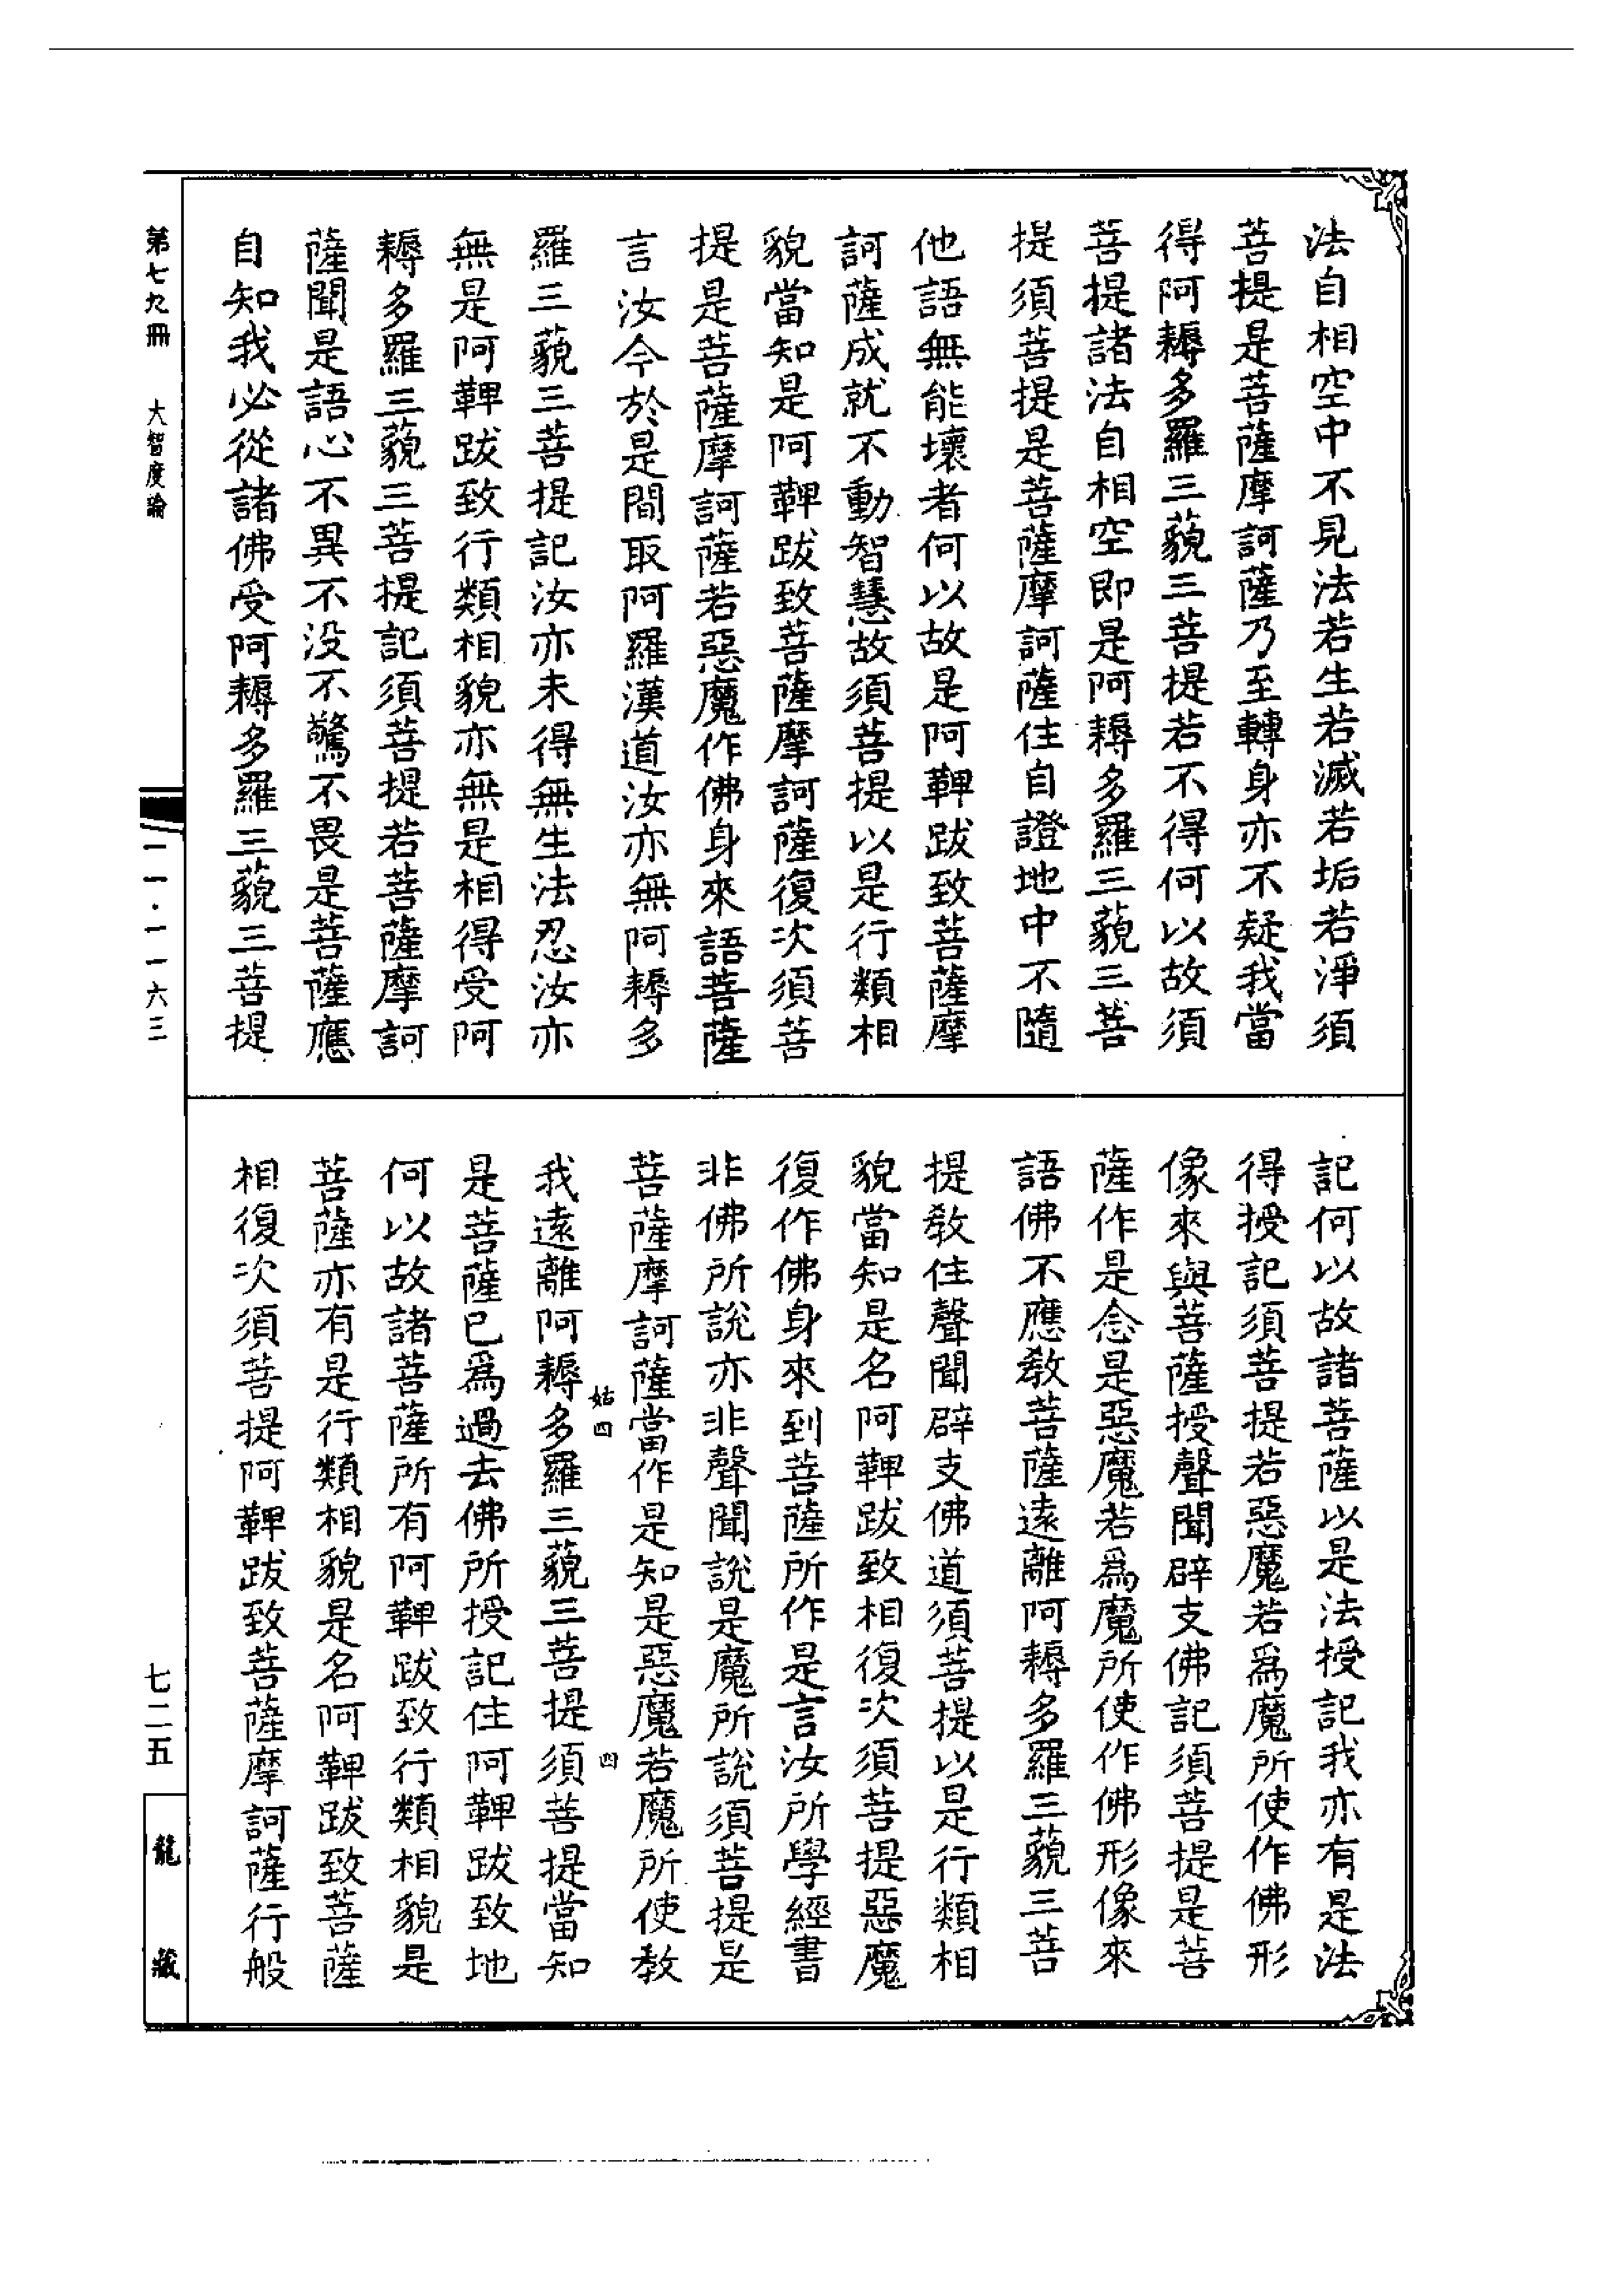 法自相空中不見法若生若滅若垢若淨須
菩提是菩薩摩訶薩乃至轉身亦不疑我當
得阿耨多羅三藐三菩提若不得何以故須
菩提諸法自相空即是阿耨多羅三藐三菩
提須菩提是菩薩摩訶薩住自證地中不隨
他語無能壞者何以故是阿鞞跋致菩薩摩
訶薩成就不動智慧故須菩提以是行類相
貌當知是阿鞞跋致菩薩摩訶薩復次須菩
提是菩薩摩訶薩若惡魔作佛身來語菩薩
言汝今於是間取阿羅漢道汝亦無阿耨多
羅三藐三菩提記汝亦未得無生法忍汝亦
無是阿鞞跋致行類相貌亦無是相得受阿
耨多羅三藐三菩提記須菩提若菩薩摩訶
薩聞是語心不異不没不驚不畏是菩薩應
自知我必從諸佛受阿耨多羅三藐三菩提
記何以故諸菩薩以是法授記我亦有是法
得授記須菩提若惡魔若為魔所使作佛形
像來與菩薩授聲聞辟支佛記須菩提是菩
薩作是念是惡魔若為魔所使作佛形像來
語佛不應教菩薩遠離阿耨多羅三藐三菩
提教住聲聞辟支佛道須菩提以是行類相
貌當知是名阿鞞跋致相復次須菩提惡魔
復作佛身來到菩薩所作是言汝所學經書
非佛所說亦非聲聞說是魔所說須菩提是
菩薩摩訶薩當作是知是惡魔若魔所使教
姑四
四
我遠離阿耨多羅三藐三菩提須菩提當知
是菩薩已為過去佛所授記住阿鞞跋致地
何以故諸菩薩所有阿鞞跋致行類相貌是
菩薩亦有是行類相貌是名阿鞞跋致菩薩
相復次須菩提阿鞞跋致菩薩摩訶薩行般
第七九冊 大智度論
一一·一一六三
七二五
龍藏